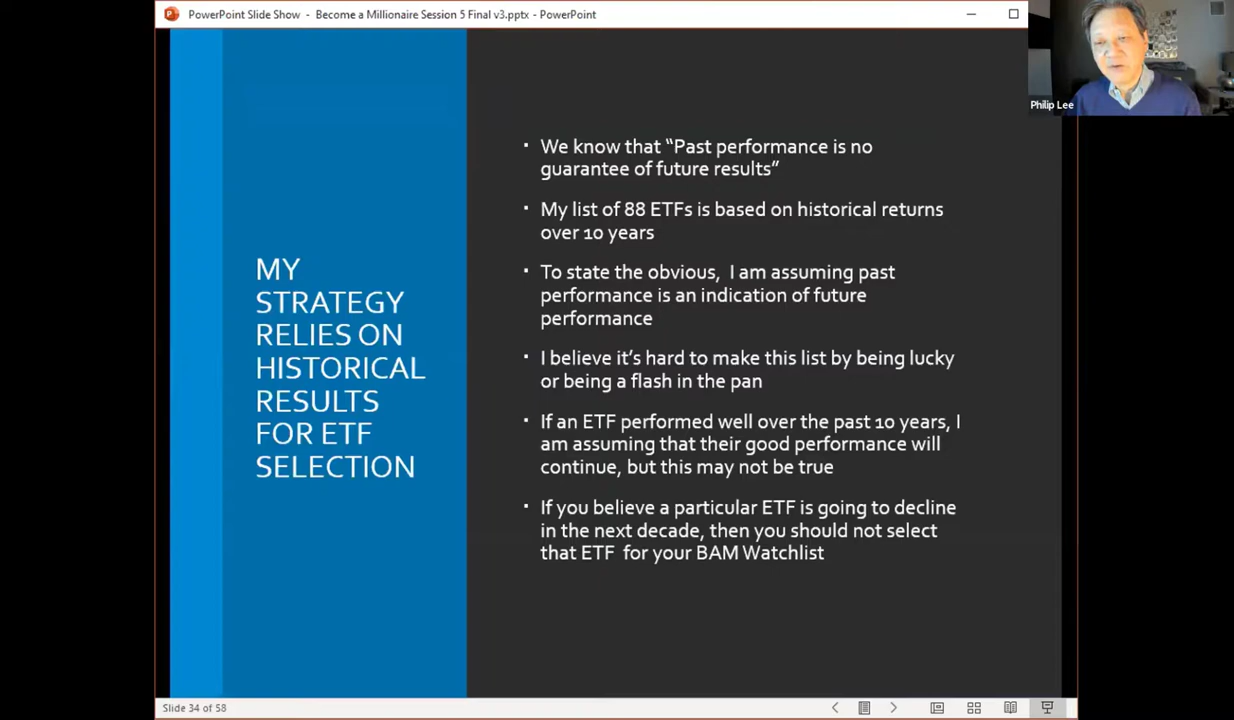 PowerPoint Slide Show - Become a Millionaire Session 5 Final v3.pptx - PowerPoint
Philip Lee
MY
STRATEGY
RELIES ON
HISTORICAL
RESULTS
FOR ETF
SELECTION
▪ We know that “Past performance is no
guarantee of future results”
▪ My list of 88 ETFs is based on historical returns
over 10 years
▪ To state the obvious, I am assuming past
performance is an indication of future
performance
▪ I believe it’s hard to make this list by being lucky
or being a flash in the pan
▪ If an ETF performed well over the past 10 years, I
am assuming that their good performance will
continue, but this may not be true
▪ If you believe a particular ETF is going to decline
in the next decade, then you should not select
that ETF for your BAM Watchlist
Slide 34 of 58